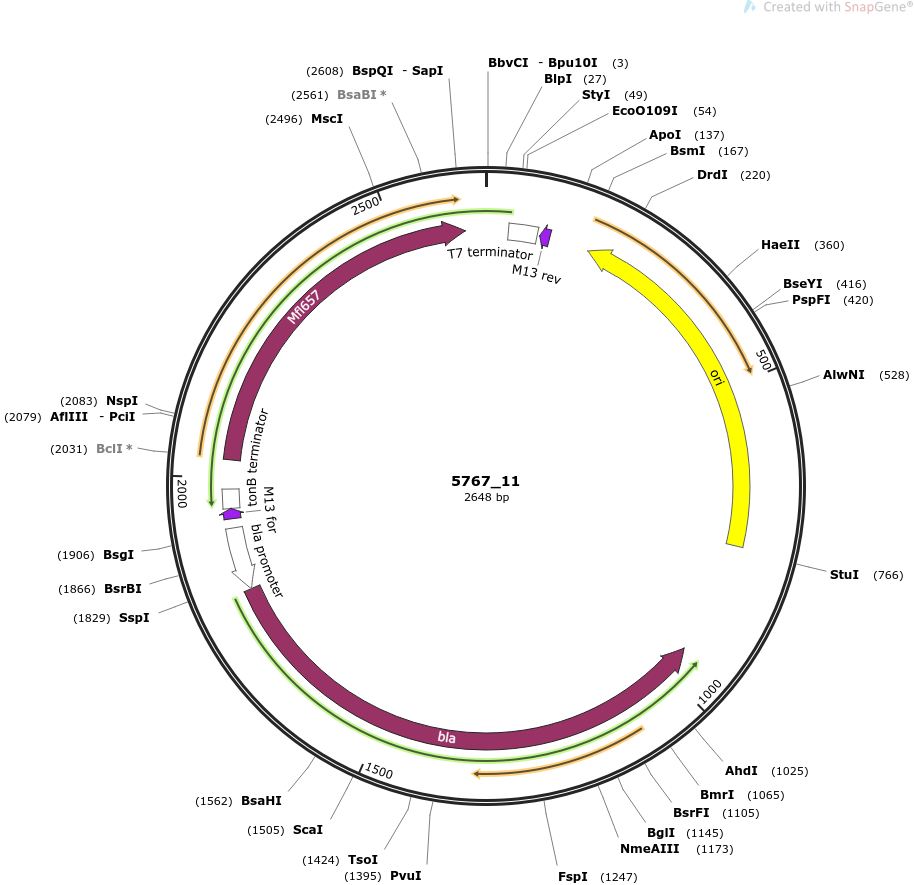 Created with SnapGene®
BbvCI - Bpu10I (3)
BlpI (27)
StyI (49)
EcoO109I (54)
ApoI (137)
BsmI (167)
DrdI (220)
HaeII (360)
BseYI (416)
PspFI (420)
AlwNI (528)
StuI (766)
AhdI (1025)
BmrI (1065)
BsrFI (1105)
BglI (1145)
NmeAIII (1173)
FspI (1247)
(1395) PvuI
(1424) TsoI
(1505) ScaI
(1562) BsaHI
(1829) SspI
(1866) BsrBI
(1906) BsgI
(2031) BclI *
(2079) AflIII - PciI
(2083) NspI
(2496) MscI
(2561) BsaBI *
(2608) BspQI - SapI
500
1000
1500
2000
2500
T7 terminator
M13 rev
ori
bla
bla promoter
M13 for
tonB terminator
Mfl657
5767_11
2648 bp